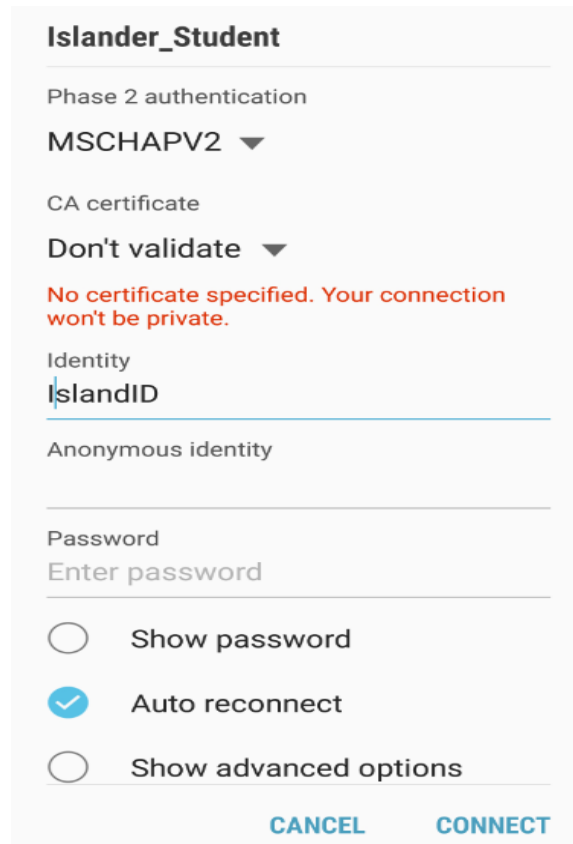 Islander_Student
Phase 2 authentication
MSCHAPV2
CA certificate
Don't validate
No certificate specified. Your connection
won't be private.
Identity
IslandID
Anonymous identity
Password
Enter password
Show password
Auto reconnect
Show advanced options
CANCEL CONNECT